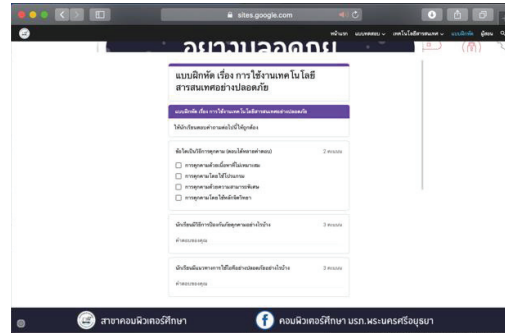 sites.google.com
หน้าแรก แบบทดสอบ เทคโนโลยีสารสนเทศ แบบฝึกหัด ผู้สอน
อย่างปลอดภัย
แบบฝึกหัด เรื่อง การใช้งานเทคโนโลยี
สารสนเทศอย่างปลอดภัย
แบบฝึกหัด เรื่อง การใช้งานเทคโนโลยีสารสนเทศอย่างปลอดภัย
ให้นักเรียนตอบคำถามต่อไปนี้ให้ถูกต้อง
ข้อใดเป็นวิธีการคุกคาม (ตอบได้หลายคำตอบ) 2 คะแนน
การคุกคามด้วยเนื้อหาที่ไม่เหมาะสม
การคุกคามโดยใช้โปรแกรม
การคุกคามด้วยความสามารถพิเศษ
การคุกคามโดยใช้หลักจิตวิทยา
นักเรียนมีวิธีการป้องกันภัยคุกคามอย่างไรบ้าง 3 คะแนน
คำตอบของคุณ
นักเรียนมีแนวทางการใช้ไอทีอย่างปลอดภัยอย่างไรบ้าง 3 คะแนน
คำตอบของคุณ
สาขาคอมพิวเตอร์ศึกษา
คอมพิวเตอร์ศึกษา มรภ.พระนครศรีอยุธยา